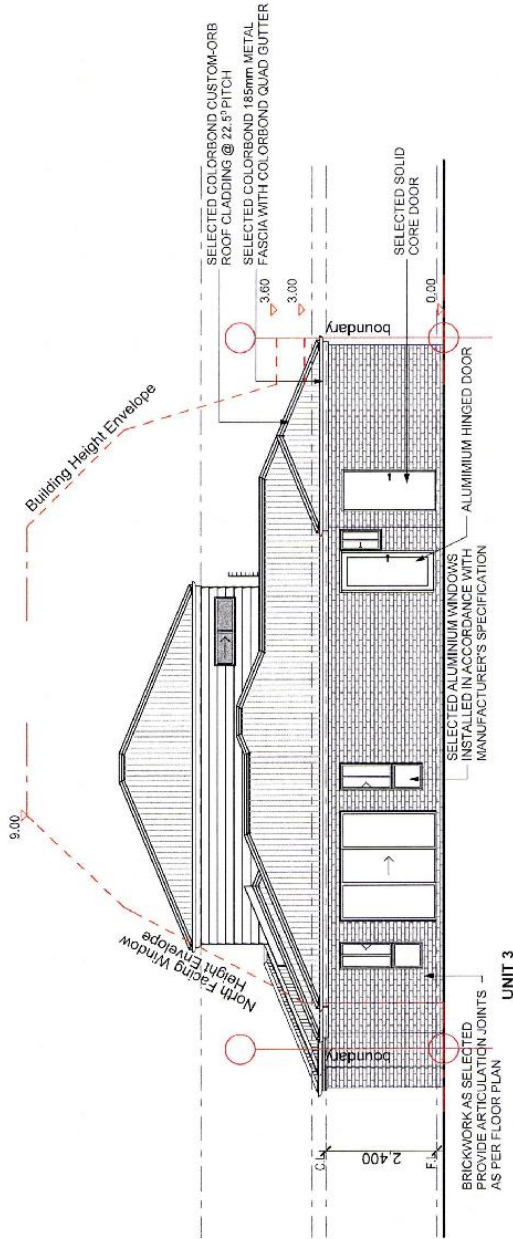 9.00
Building Height Envelope
North Facing Window
Height Envelope
SELECTED COLORBOND CUSTOM-ORB
ROOF CLADDING @ 22.5° PITCH
SELECTED COLORBOND 185mm METAL
FASCIA WITH COLORBOND QUAD GUTTER
3.60
3.00
0.00
boundary
boundary
C.L
2,400
F.L
SELECTED SOLID
CORE DOOR
ALUMIMIUM HINGED DOOR
SELECTED ALUMINIUM WINDOWS
INSTALLED IN ACCORDANCE WITH
MANUFACTURER'S SPECIFICATION
BRICKWORK AS SELECTED
PROVIDE ARTICULATION JOINTS
AS PER FLOOR PLAN
UNIT 3